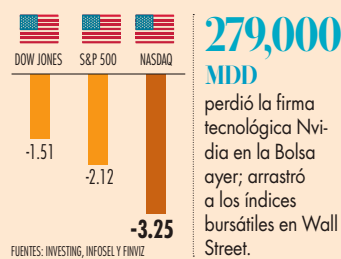 DOW JONES S&P 500 NASDAQ
-1.51
-2.12
-3.25
FUENTES: INVESTING, INFOSEL Y FINVIZ
279,000
MDD
perdió la firma
tecnológica Nvi-
dia en la Bolsa
ayer; arrastró
a los índices
bursátiles en Wall
Street.